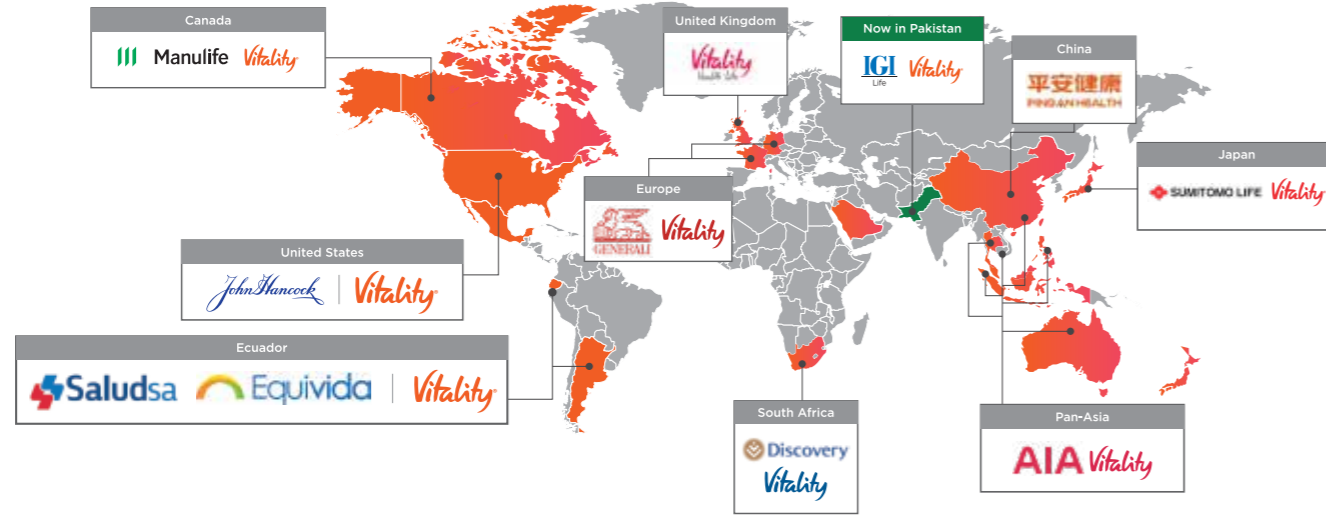 Canada
Manulife Vitality
United Kingdom
Vitality
Health Life
Now in Pakistan
IGI Vitality
Life
China
平安健康
PING AN HEALTH
Japan
SUMITOMO LIFE Vitality
Europe
GENERALI Vitality
United States
John Hancock Vitality
Ecuador
Saludsa Equivida Vitality
South Africa
Discovery
Vitality
Pan-Asia
AIA Vitality